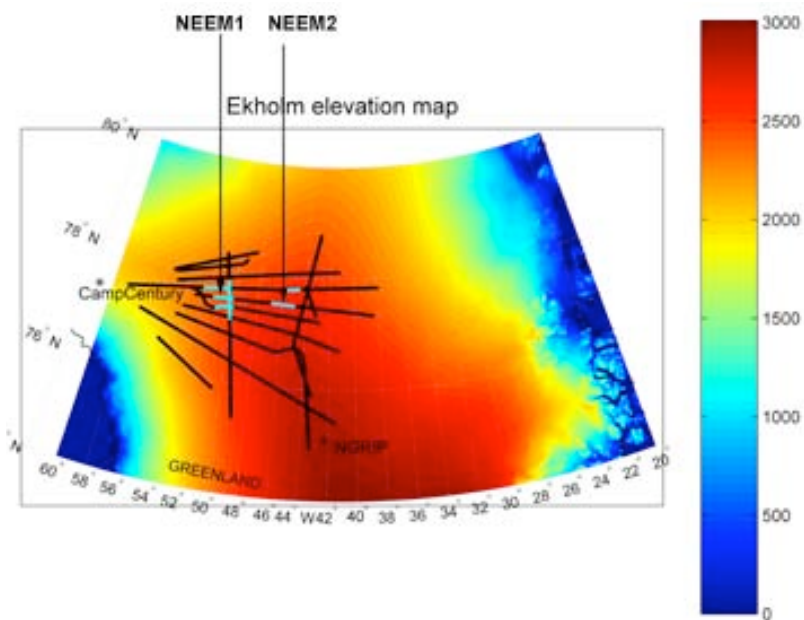 NEEM1 NEEM2
Ekholm elevation map
80°N
78°N
CampCentury
76°N
°N
NGRIP
GREENLAND
60 58 56 54 52 50 48 46 44 W42 40 38 36 34 32 30 28 26 24 22 20
3000
2500
2000
1500
1000
500
0